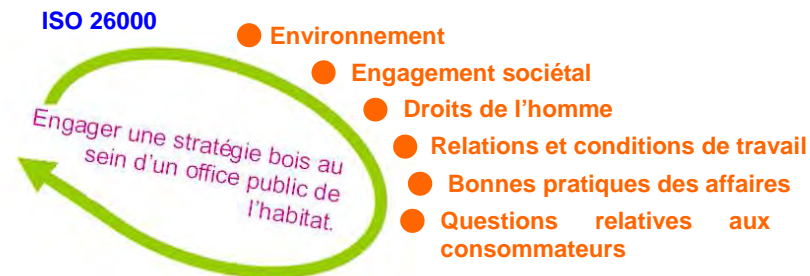 ISO 26000
Environnement
Engagement sociétal
Droits de l'homme
Relations et conditions de travail
Bonnes pratiques des affaires
Questions relatives aux
consommateurs
Engager une stratégie bois au
sein d'un office public de
l'habitat.